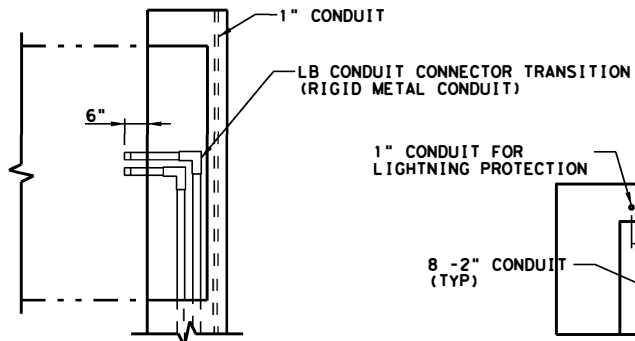 1" CONDUIT
LB CONDUIT CONNECTOR TRANSITION
(RIGID METAL CONDUIT)
6"
1" CONDUIT FOR
LIGHTNING PROTECTION
8 -2" CONDUIT
(TYP)